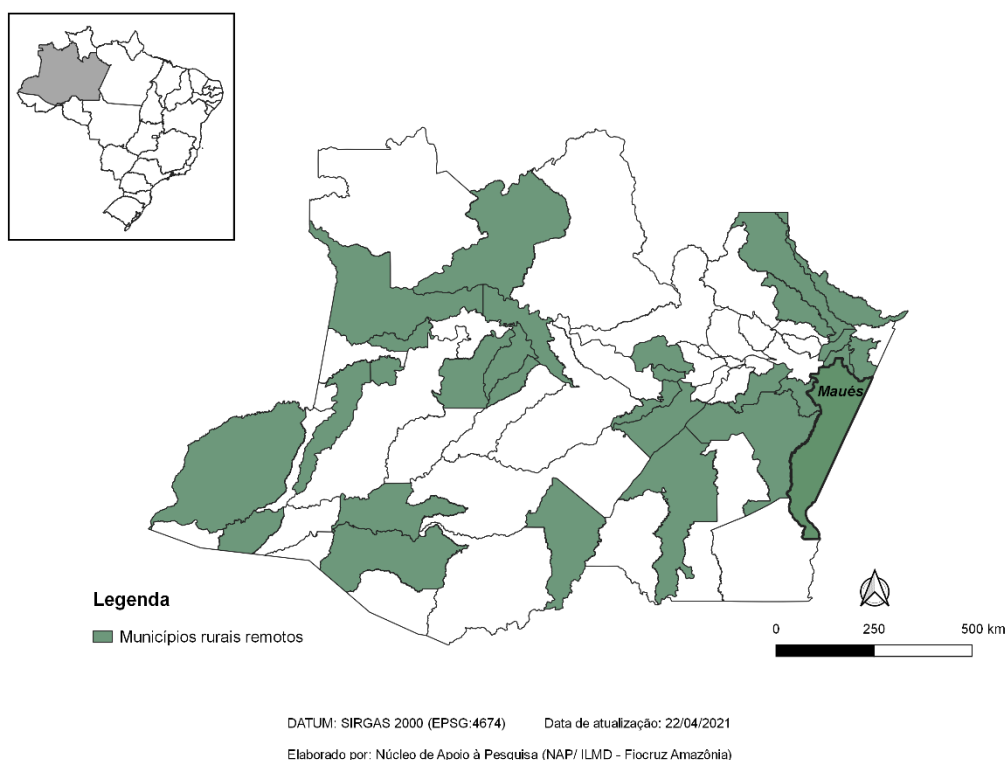 Maués
Legenda
Municípios rurais remotos
0 250 500 km
DATUM: SIRGAS 2000 (EPSG:4674) Data de atualização: 22/04/2021
Elaborado por: Núcleo de Apoio à Pesquisa (NAP/ ILMD - Fiocruz Amazônia)